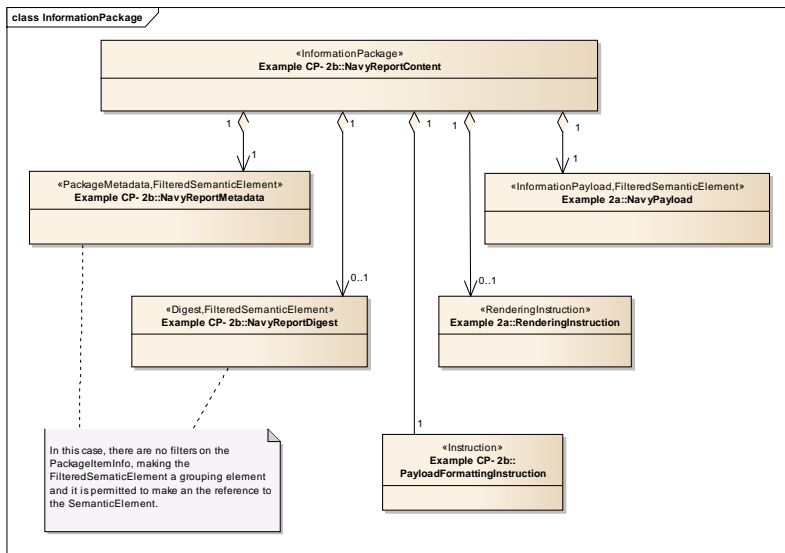 class InformationPackage
«InformationPackage»
Example CP- 2b::NavyReportContent
1
1
1
1
1
1
1
«PackageMetadata,FilteredSemanticElement»
Example CP- 2b::NavyReportMetadata
«InformationPayload,FilteredSemanticElement»
Example 2a::NavyPayload
0..1
0..1
«Digest,FilteredSemanticElement»
Example CP- 2b::NavyReportDigest
«RenderingInstruction»
Example 2a::RenderingInstruction
1
In this case, there are no filters on the
PackageItemInfo, making the
FilteredSematicElement a grouping element
and it is permitted to make an the reference to
the SemanticElement.
«Instruction»
Example CP- 2b::
PayloadFormattingInstruction